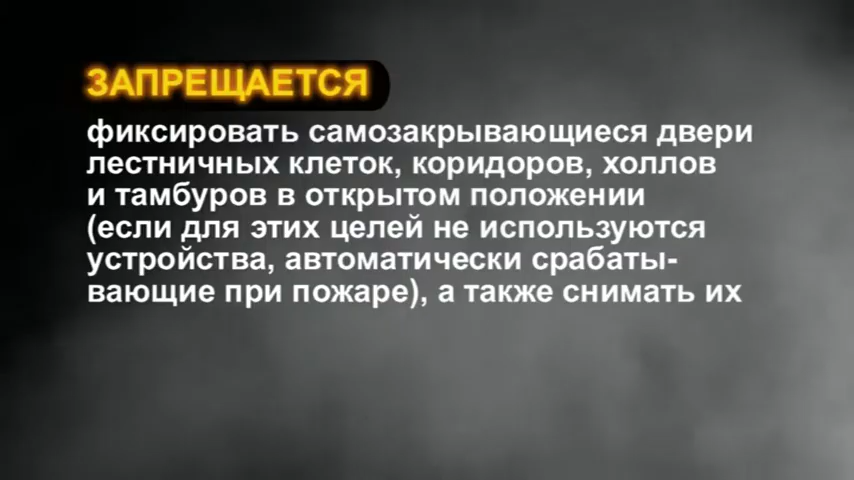 ЗАПРЕЩАЕТСЯ
фиксировать самозакрывающиеся двери
лестничных клеток, коридоров, холлов
и тамбуров в открытом положении
(если для этих целей не используются
устройства, автоматически срабаты-
вающие при пожаре), а также снимать их